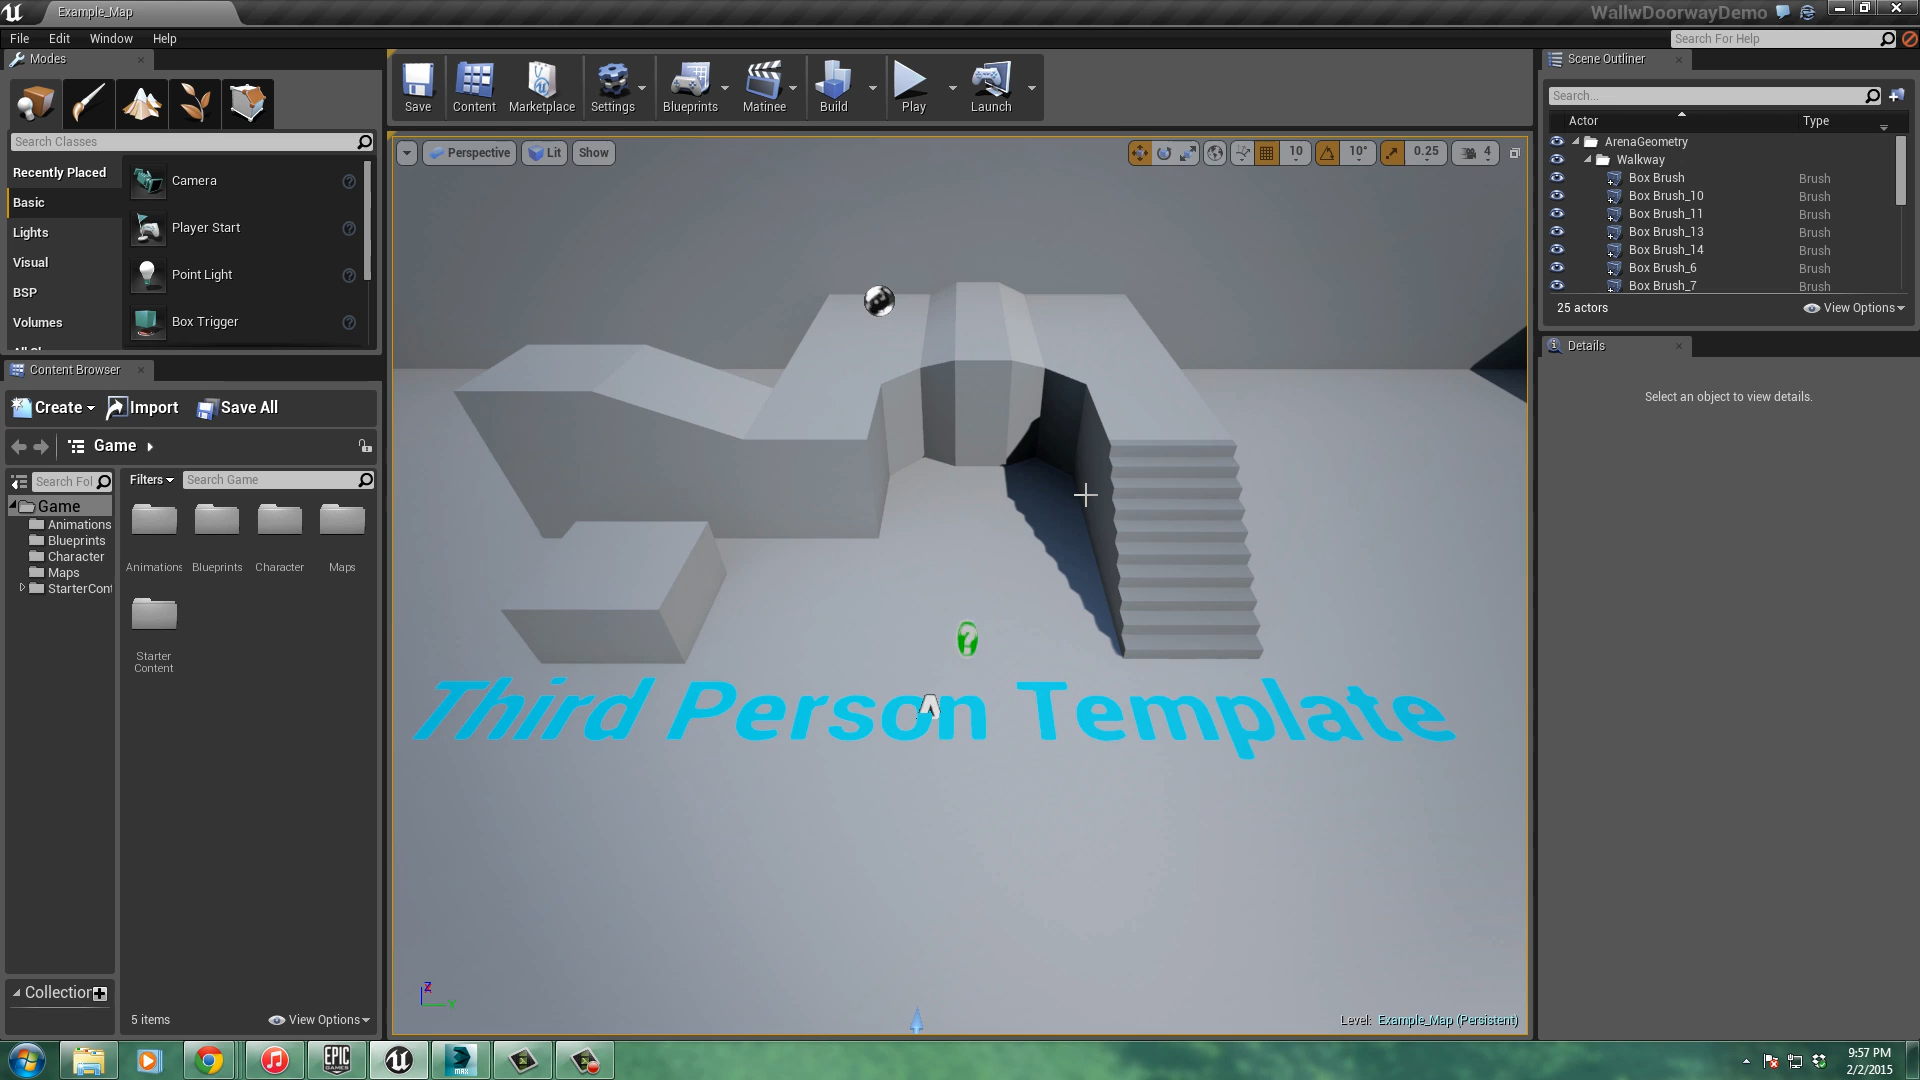 Example_Map
WallwDoorwayDemo
File Edit Window Help
Search For Help
Modes
Search Classes
Recently Placed
Basic
Lights
Visual
BSP
Volumes
Camera
Player Start
Point Light
Box Trigger
Save
Content
Marketplace
Settings
Blueprints
Matinee
Build
Play
Launch
Perspective
Lit
Show
10
10°
0.25
4
Third Person Template
Z
Y
Level: Example_Map (Persistent)
Scene Outliner
Search...
Actor Type
ArenaGeometry
Walkway
Box Brush Brush
Box Brush_10 Brush
Box Brush_11 Brush
Box Brush_13 Brush
Box Brush_14 Brush
Box Brush_6 Brush
Box Brush_7 Brush
25 actors
View Options
Details
Select an object to view details.
Content Browser
Create
Import
Save All
Game
Search Fol
Game
Animations
Blueprints
Character
Maps
StarterCont
Filters
Search Game
Animations
Blueprints
Character
Maps
Starter
Content
Collection
5 items
View Options
EPIC
GAMES
MAX
9:57 PM
2/2/2015